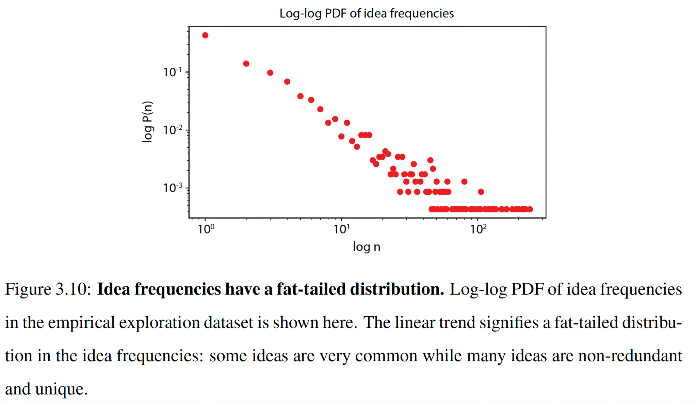 Log-log PDF of idea frequencies
log P(n)
10⁻¹
10⁻²
10⁻³
10⁰
10¹
10²
log n
Figure 3.10: Idea frequencies have a fat-tailed distribution. Log-log PDF of idea frequencies
in the empirical exploration dataset is shown here. The linear trend signifies a fat-tailed distribu-
tion in the idea frequencies: some ideas are very common while many ideas are non-redundant
and unique.